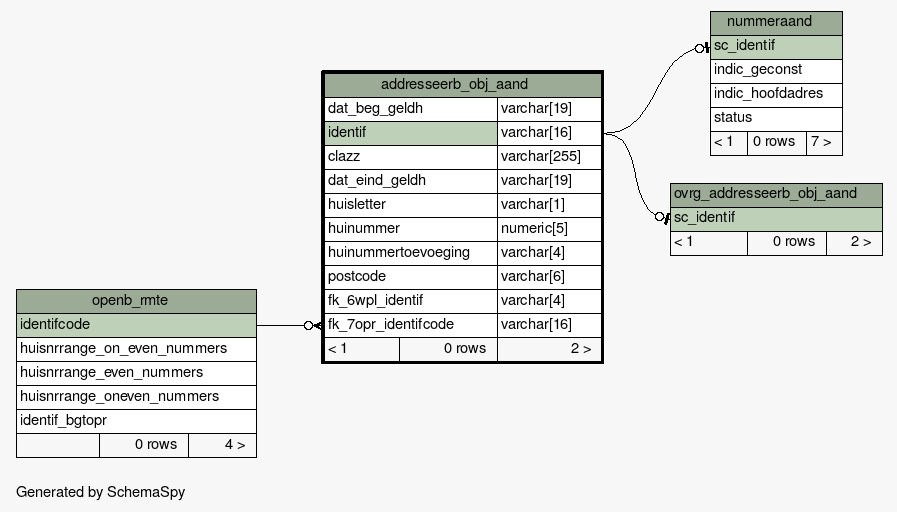 nummeraand
sc_identif
indic_geconst
indic_hoofdadres
status
< 1 0 rows 7 >
addresseerb_obj_aand
dat_beg_geldh varchar[19]
identif varchar[16]
clazz varchar[255]
dat_eind_geldh varchar[19]
huisletter varchar[1]
huinummer numeric[5]
huinummertoevoeging varchar[4]
postcode varchar[6]
fk_6wpl_identif varchar[4]
fk_7opr_identifcode varchar[16]
< 1 0 rows 2 >
ovrg_addresseerb_obj_aand
sc_identif
< 1 0 rows 2 >
openb_rmte
identifcode
huisnrrange_on_even_nummers
huisnrrange_even_nummers
huisnrrange_oneven_nummers
identif_bgtopr
0 rows 4 >
Generated by SchemaSpy